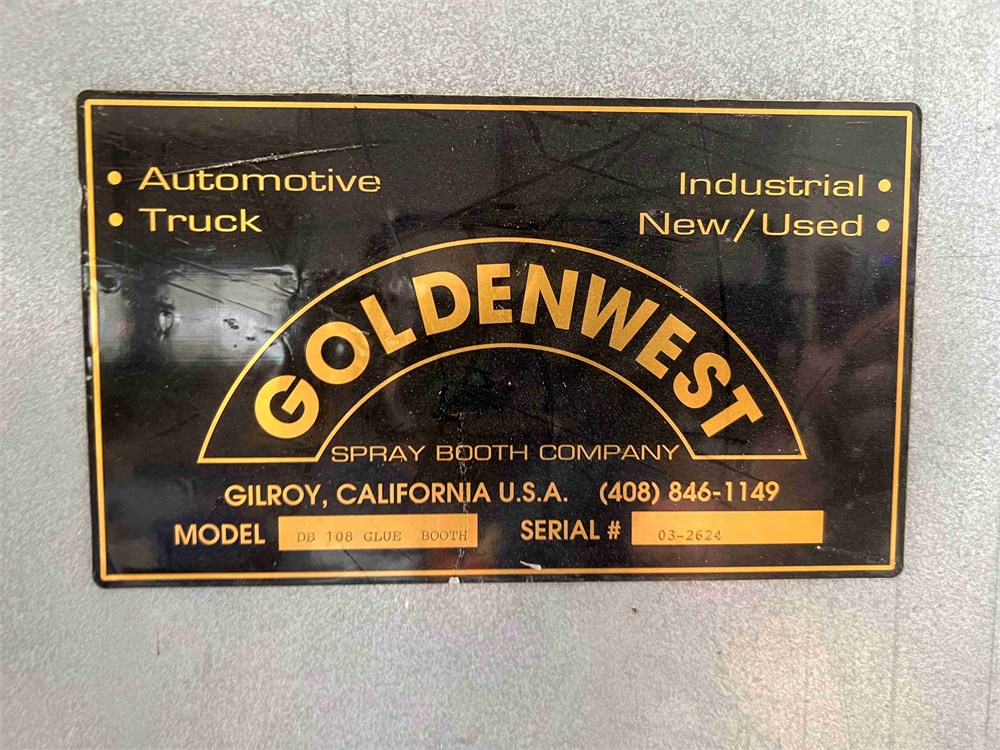 • Automotive
• Truck
Industrial •
New/Used •
GOLDENWEST
SPRAY BOOTH COMPANY
GILROY, CALIFORNIA U.S.A. (408) 846-1149
MODEL DB 108 GLUE BOOTH SERIAL # 03-2624